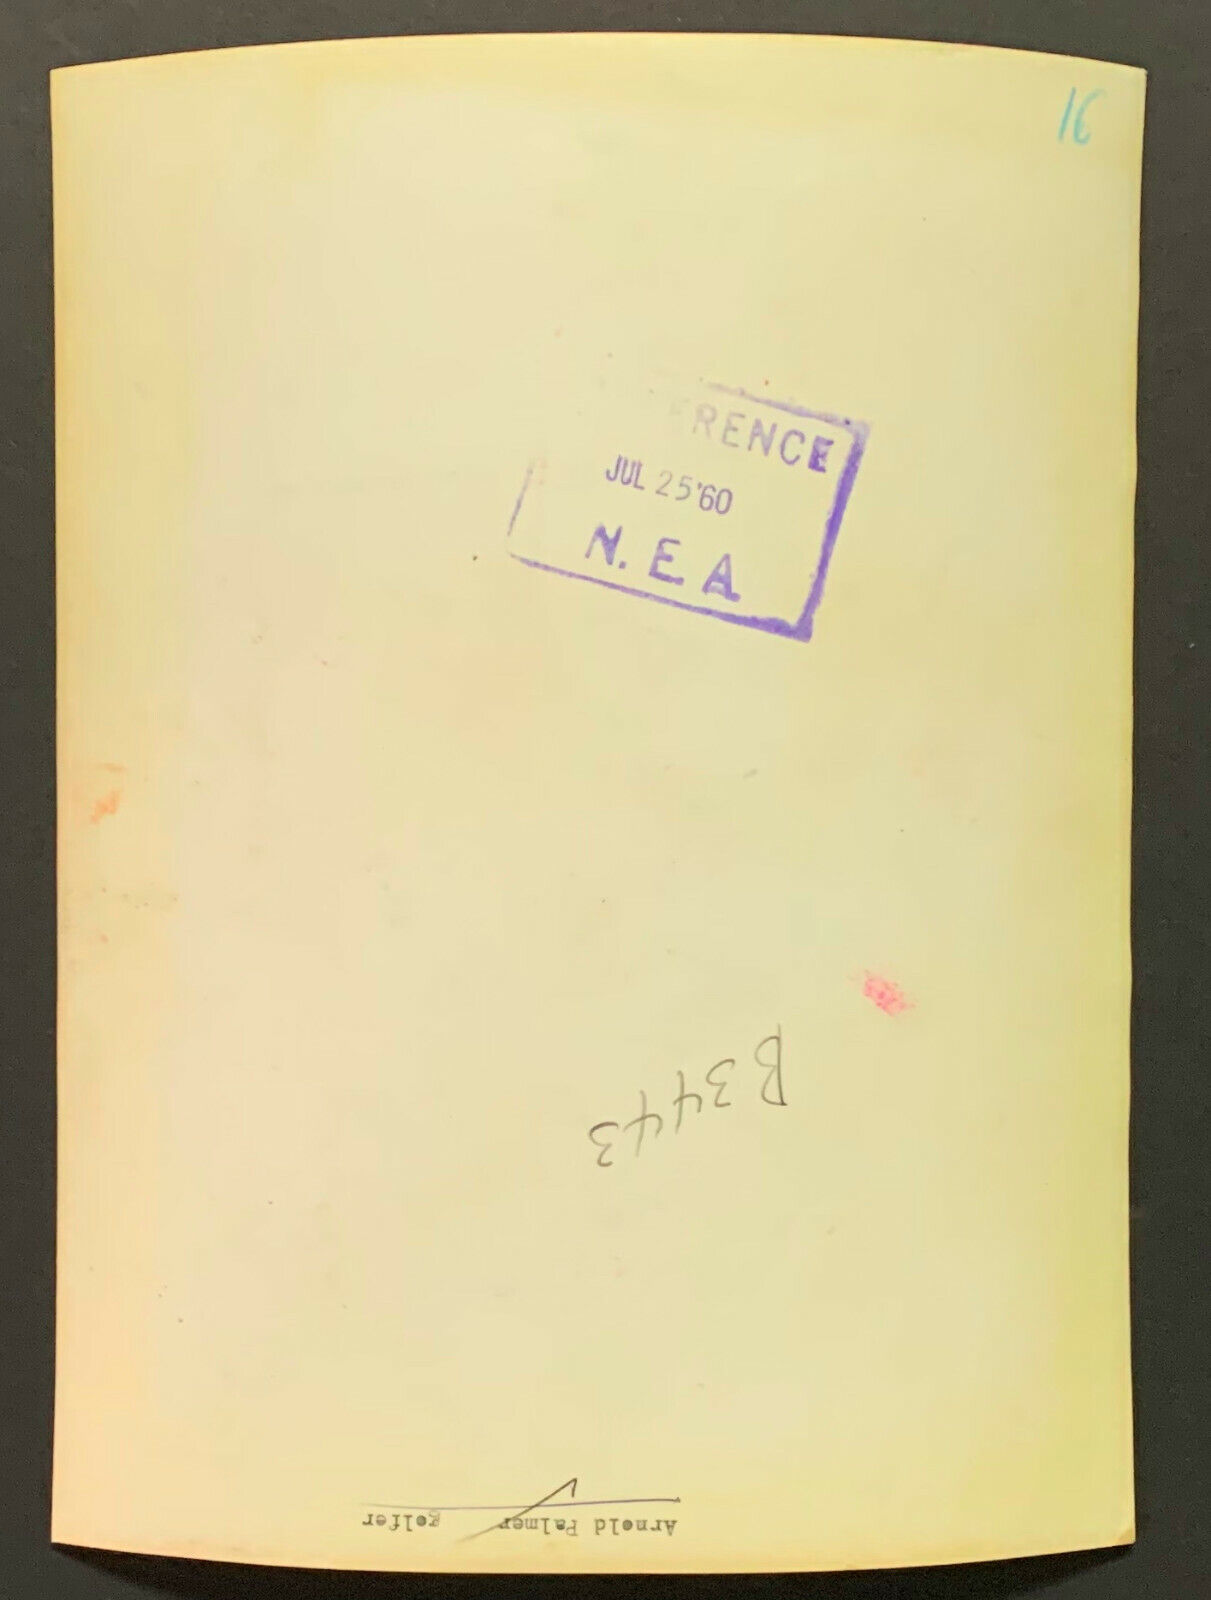 16
RENCE
JUL 25 '60
N.E.A.
B3443
Arnold Palmer golfer